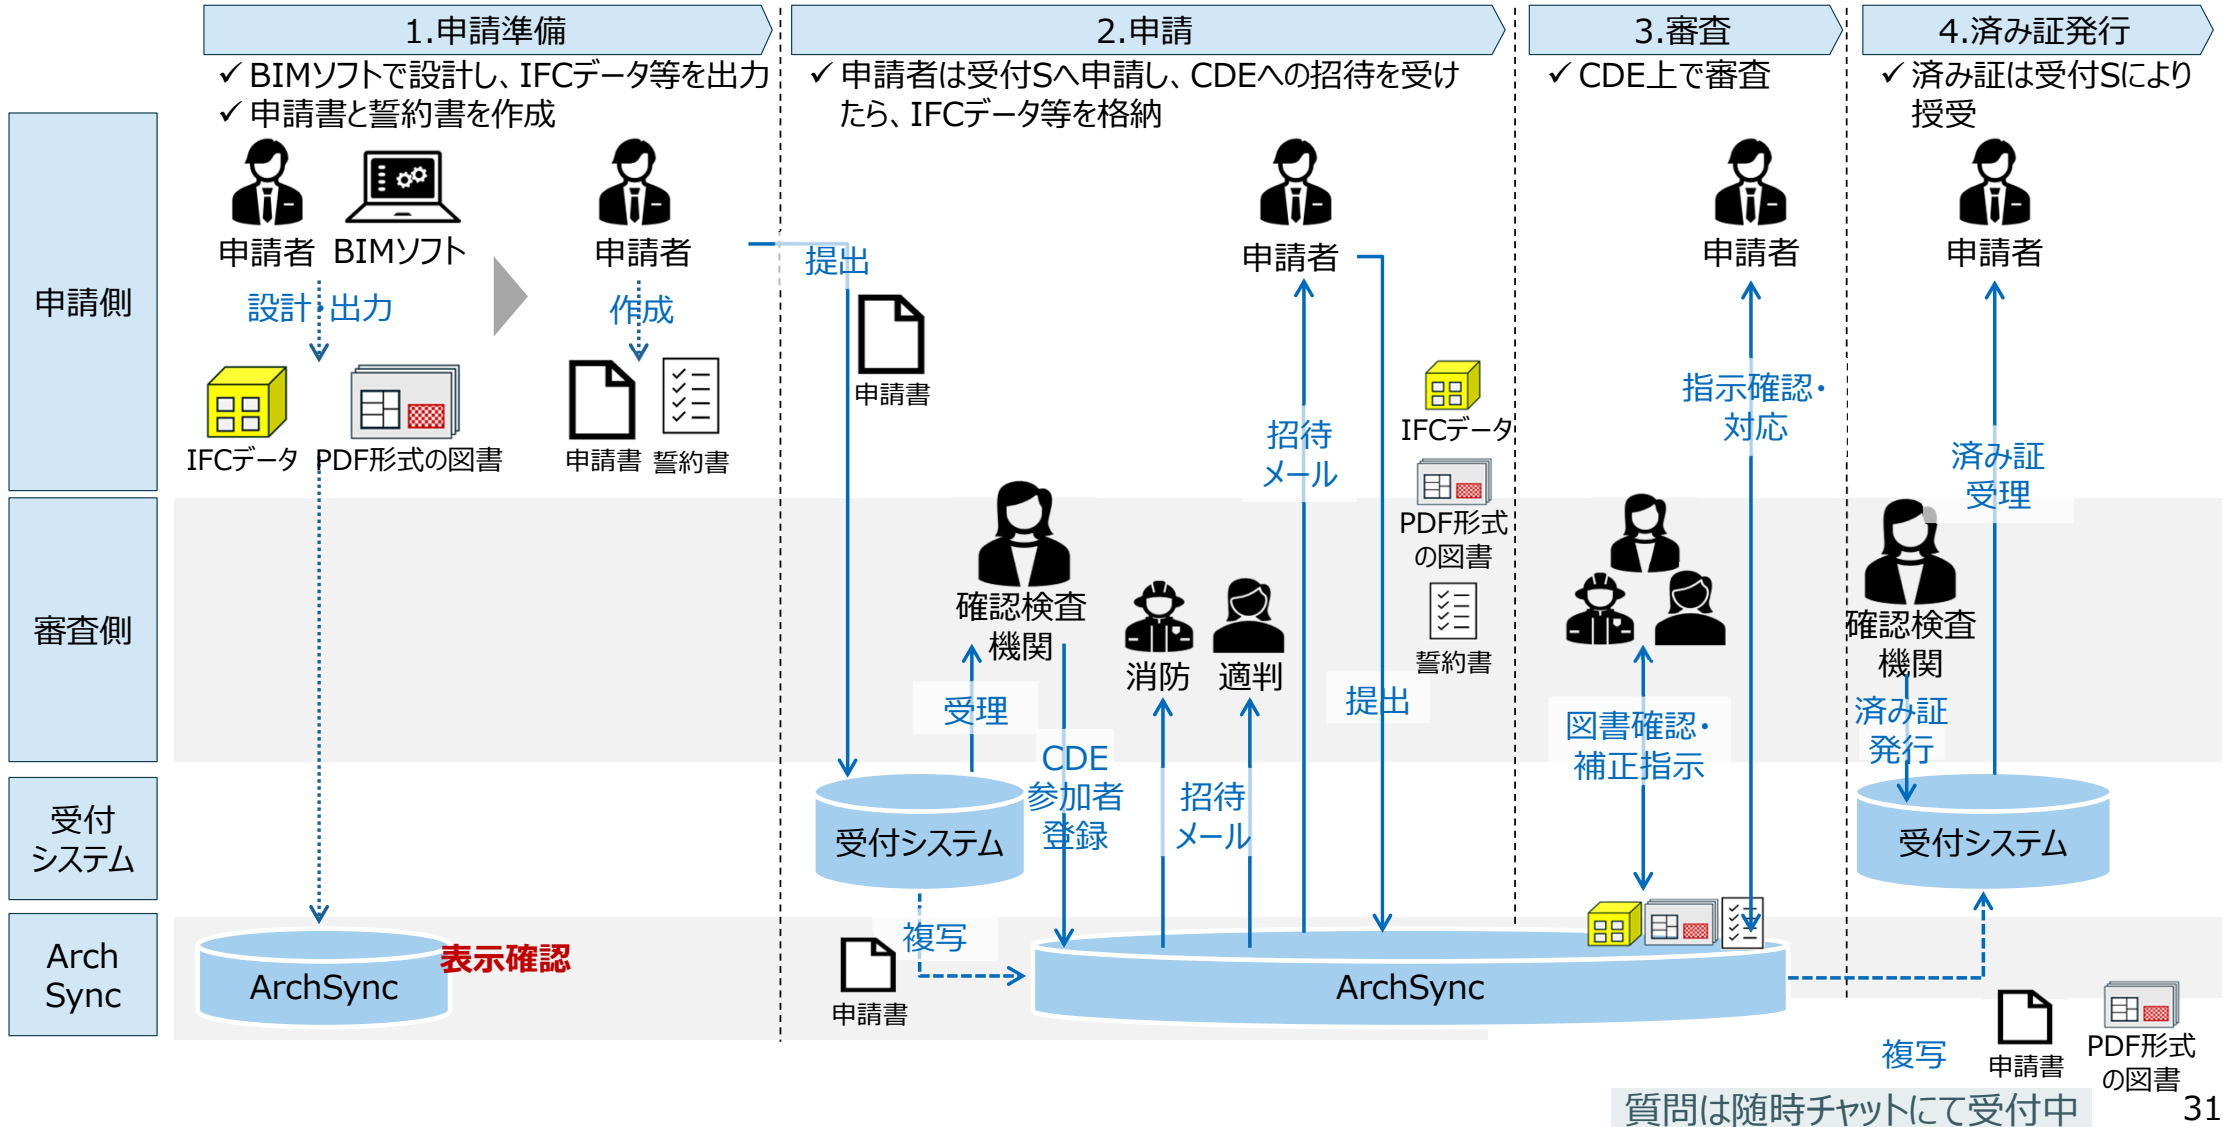 1.申請準備
2.申請
3.審査
4.済み証発行
✓ BIMソフトで設計し、IFCデータ等を出力
✓ 申請書と誓約書を作成
✓ 申請者は受付Sへ申請し、CDEへの招待を受け
たら、IFCデータ等を格納
✓ CDE上で審査
✓ 済み証は受付Sにより
授受
申請側
申請者
BIMソフト
申請者
設計・出力
作成
IFCデータ
PDF形式の図書
申請書
誓約書
提出
申請書
申請者
招待
メール
IFCデータ
PDF形式
の図書
誓約書
提出
申請者
指示確認・
対応
申請者
済み証
受理
審査側
確認検査
機関
消防
適判
受理
CDE
参加者
登録
招待
メール
図書確認・
補正指示
確認検査
機関
済み証
発行
受付
システム
受付システム
受付システム
Arch
Sync
ArchSync
表示確認
複写
申請書
ArchSync
複写
申請書
PDF形式
の図書
質問は随時チャットにて受付中
31